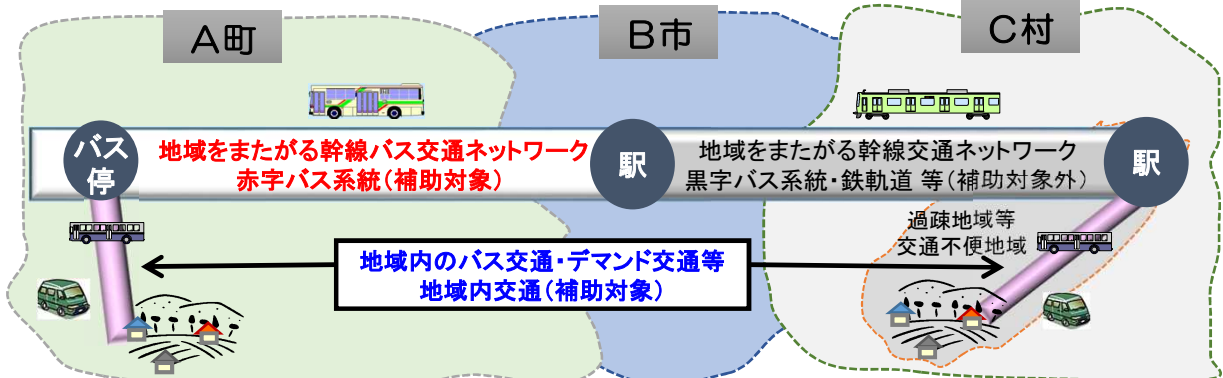 A町
B市
C村
バス
停
地域をまたがる幹線バス交通ネットワーク
赤字バス系統(補助対象)
駅
地域をまたがる幹線交通ネットワーク
黒字バス系統・鉄軌道 等(補助対象外)
駅
過疎地域等
交通不便地域
地域内のバス交通・デマンド交通等
地域内交通(補助対象)